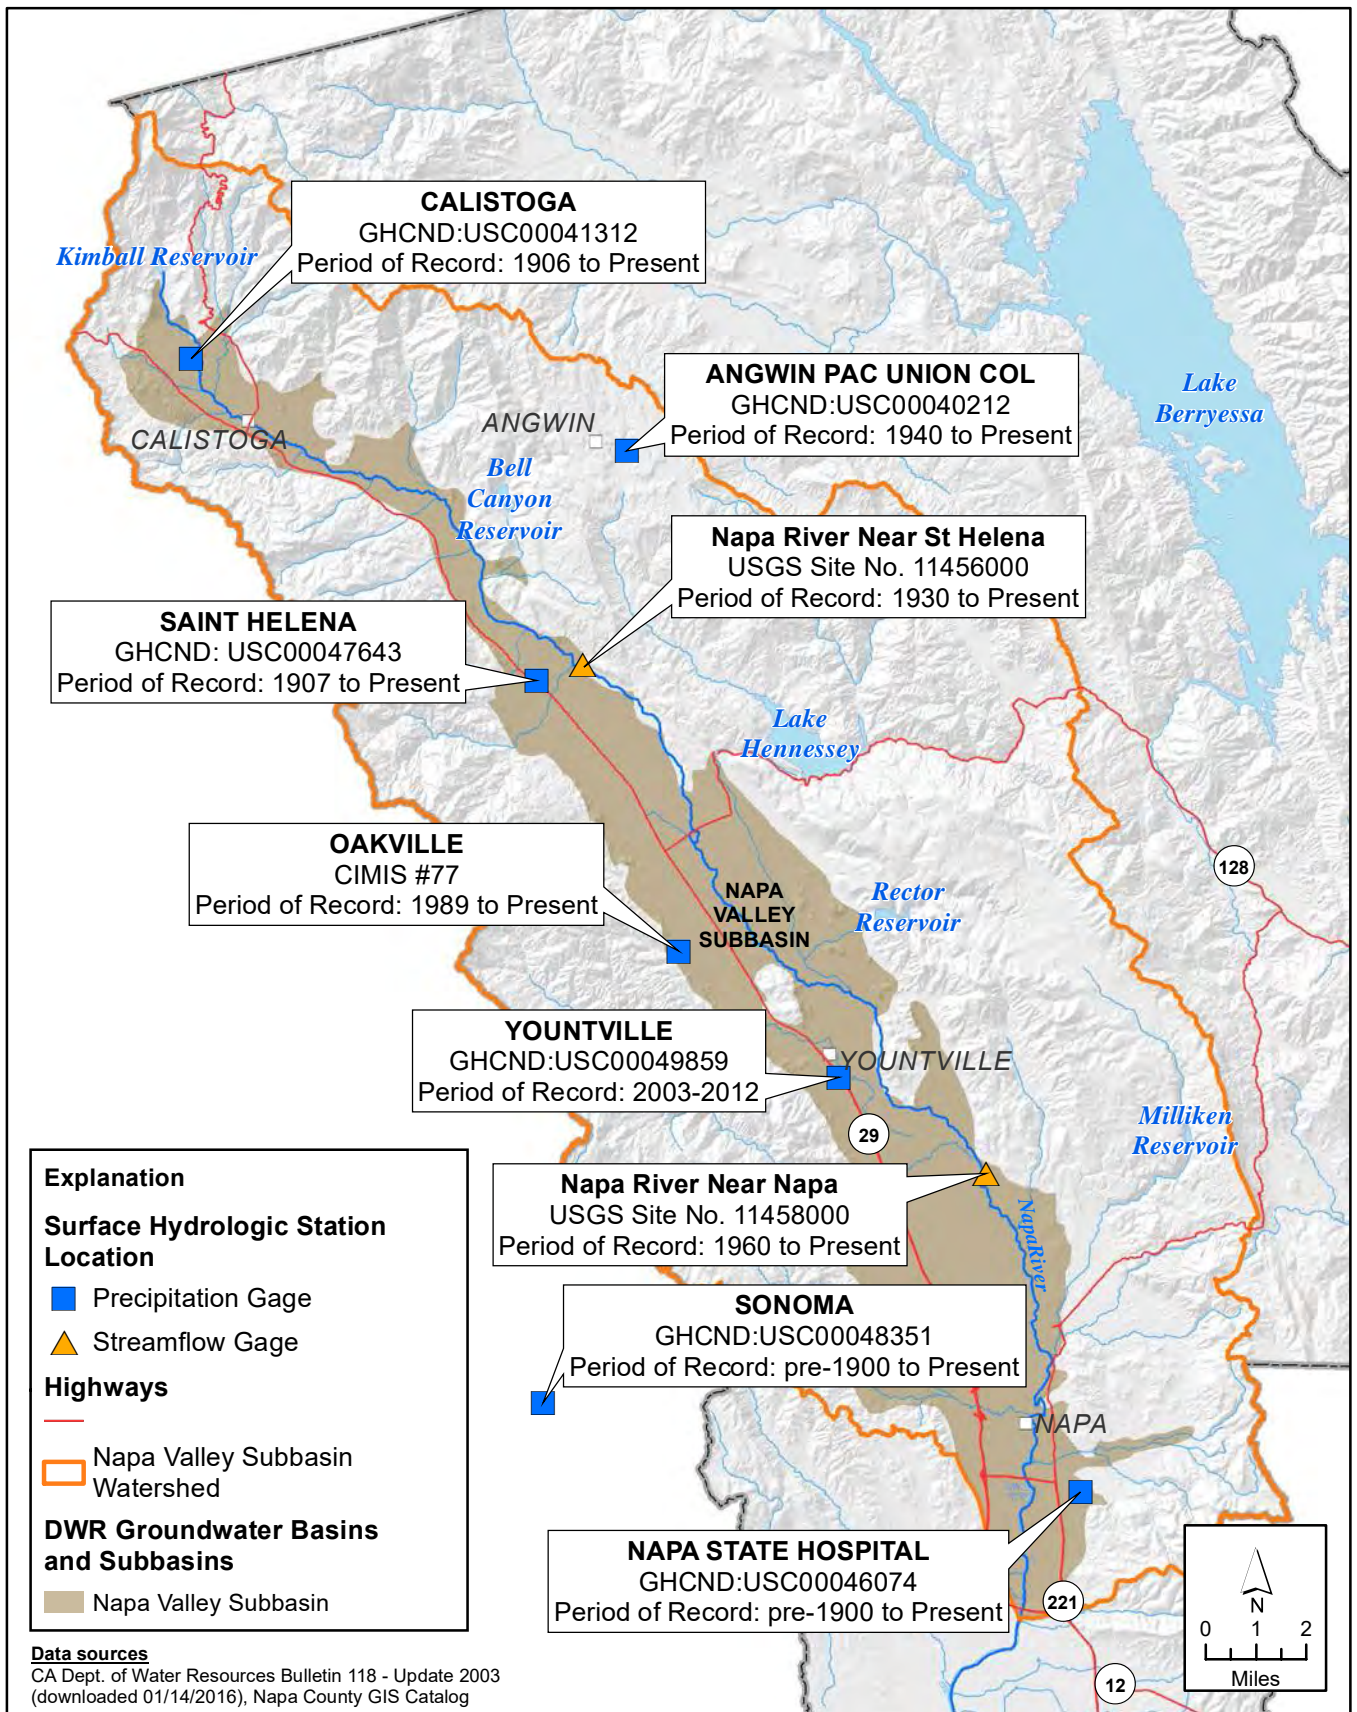 CALISTOGA
GHCND:USC00041312
Period of Record: 1906 to Present
Kimball Reservoir
ANGWIN PAC UNION COL
GHCND:USC00040212
Period of Record: 1940 to Present
Lake
Berryessa
ANGWIN
CALISTOGA
Bell
Canyon
Reservoir
Napa River Near St Helena
USGS Site No. 11456000
Period of Record: 1930 to Present
SAINT HELENA
GHCND: USC00047643
Period of Record: 1907 to Present
Lake
Hennessey
OAKVILLE
CIMIS #77
Period of Record: 1989 to Present
128
NAPA
VALLEY
SUBBASIN
Rector
Reservoir
YOUNTVILLE
GHCND:USC00049859
Period of Record: 2003-2012
YOUNTVILLE
29
Milliken
Reservoir
Napa River Near Napa
USGS Site No. 11458000
Period of Record: 1960 to Present
NapaRiver
SONOMA
GHCND:USC00048351
Period of Record: pre-1900 to Present
NAPA
NAPA STATE HOSPITAL
GHCND:USC00046074
Period of Record: pre-1900 to Present
221
12
Explanation
Surface Hydrologic Station
Location
Precipitation Gage
Streamflow Gage
Highways
Napa Valley Subbasin
Watershed
DWR Groundwater Basins
and Subbasins
Napa Valley Subbasin
N
0 1 2
Miles
Data sources
CA Dept. of Water Resources Bulletin 118 - Update 2003
(downloaded 01/14/2016), Napa County GIS Catalog